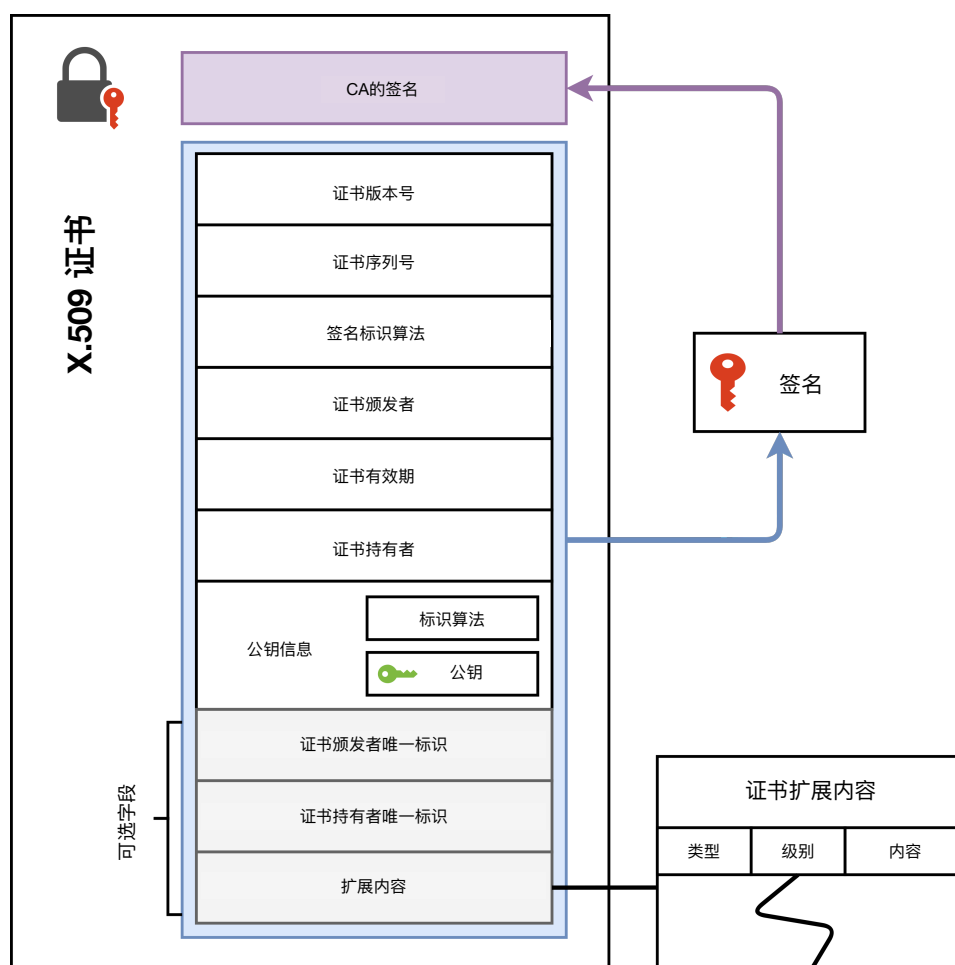 CA的签名
X.509 证书
证书版本号
证书序列号
签名标识算法
证书颁发者
证书有效期
证书持有者
公钥信息
标识算法
公钥
证书颁发者唯一标识
证书持有者唯一标识
扩展内容
可选字段
签名
证书扩展内容
类型
级别
内容